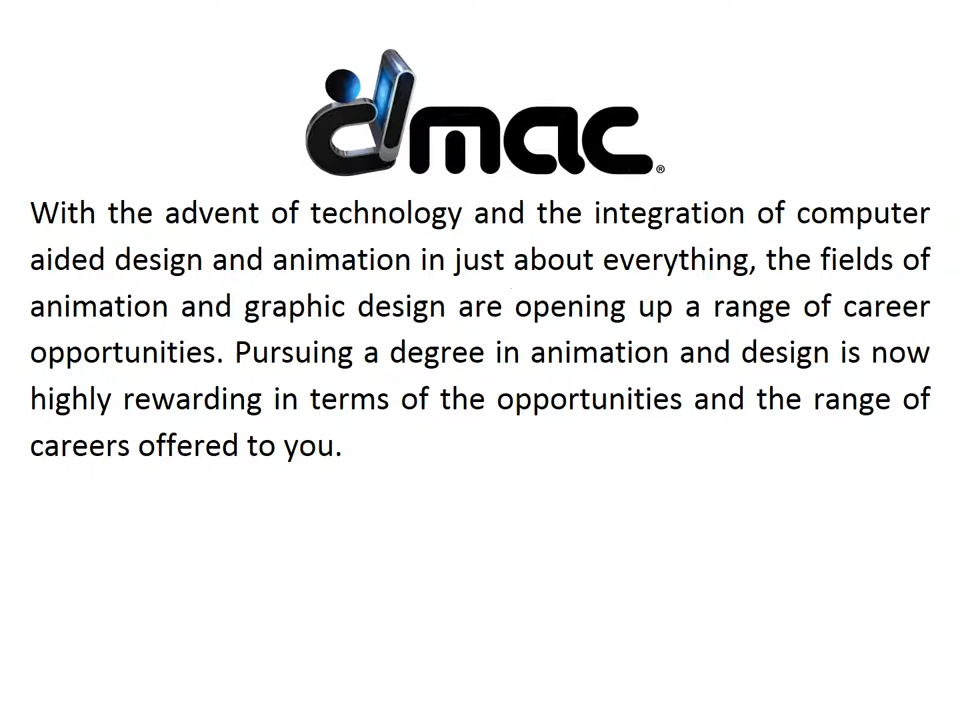 dmac®
With the advent of technology and the integration of computer
aided design and animation in just about everything, the fields of
animation and graphic design are opening up a range of career
opportunities. Pursuing a degree in animation and design is now
highly rewarding in terms of the opportunities and the range of
careers offered to you.